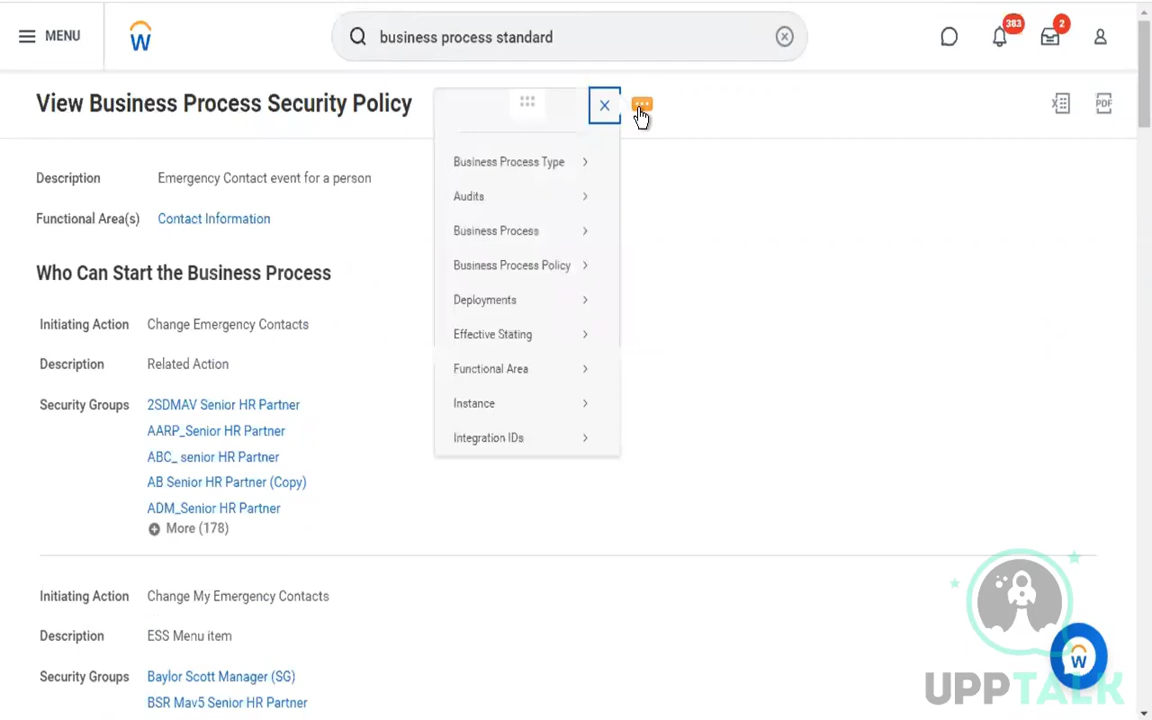 MENU
business process standard
383
2
View Business Process Security Policy
PDF
Description Emergency Contact event for a person
Functional Area(s) Contact Information
Who Can Start the Business Process
Initiating Action Change Emergency Contacts
Description Related Action
Security Groups 2SDMAV Senior HR Partner
AARP_Senior HR Partner
ABC_ senior HR Partner
AB Senior HR Partner (Copy)
ADM_Senior HR Partner
More (178)
Business Process Type
Audits
Business Process
Business Process Policy
Deployments
Effective Stating
Functional Area
Instance
Integration IDs
Initiating Action Change My Emergency Contacts
Description ESS Menu item
Security Groups Baylor Scott Manager (SG)
BSR Mav5 Senior HR Partner
W
W
UPPTALK